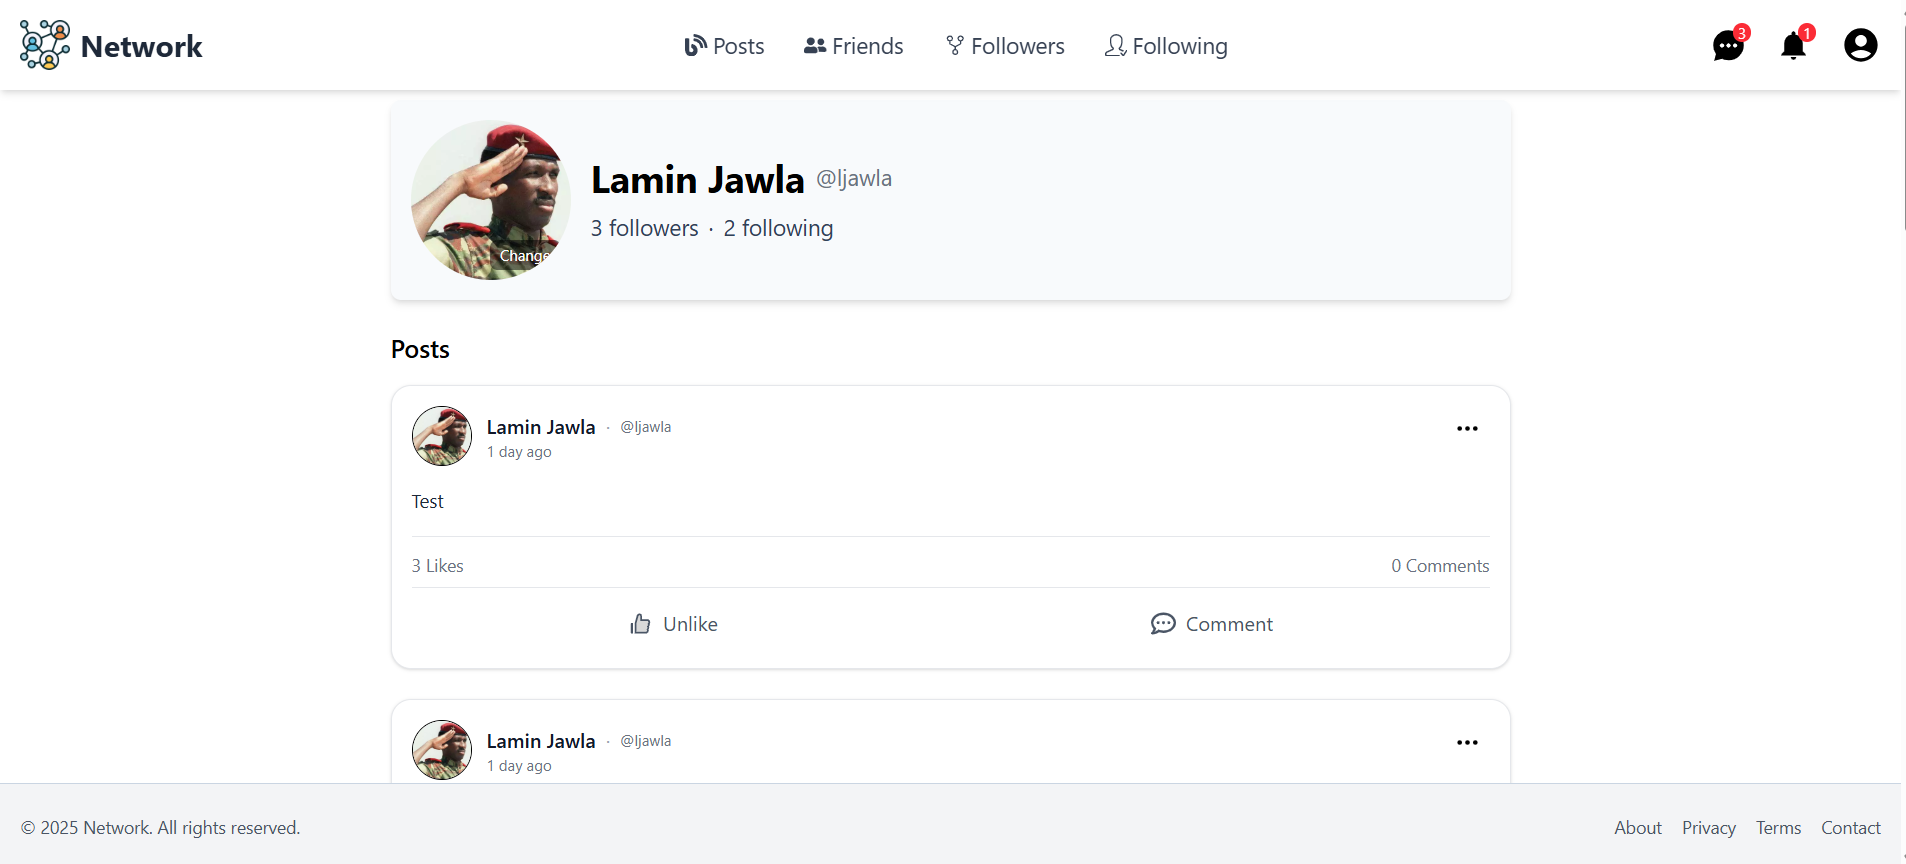 Network
Posts
Friends
Followers
Following
3
1
Lamin Jawla @ljawla
3 followers · 2 following
Change
Posts
Lamin Jawla · @ljawla
1 day ago
Test
3 Likes
0 Comments
Unlike
Comment
Lamin Jawla · @ljawla
1 day ago
© 2025 Network. All rights reserved.
About
Privacy
Terms
Contact